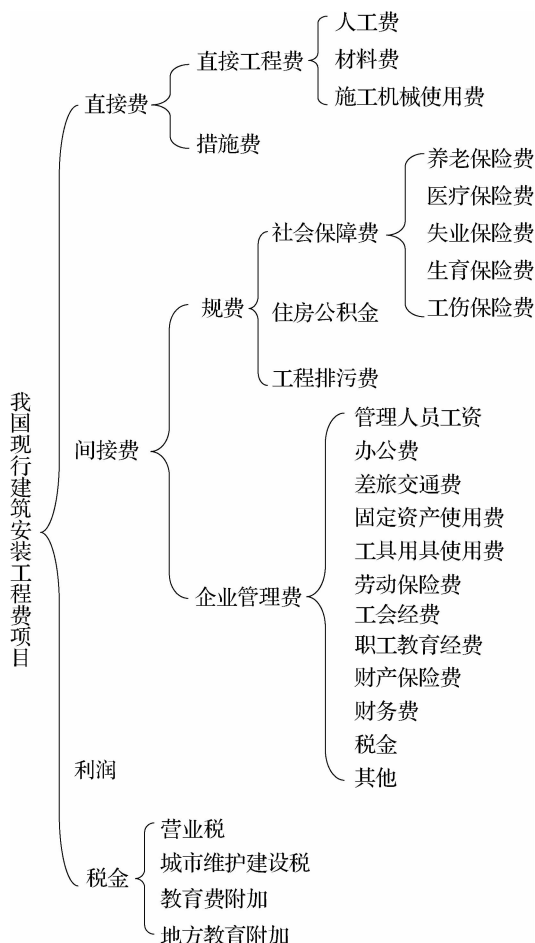 我国现行建筑安装工程费项目
直接费
直接工程费
人工费
材料费
施工机械使用费
措施费
间接费
规费
社会保障费
养老保险费
医疗保险费
失业保险费
生育保险费
工伤保险费
住房公积金
工程排污费
企业管理费
管理人员工资
办公费
差旅交通费
固定资产使用费
工具用具使用费
劳动保险费
工会经费
职工教育经费
财产保险费
财务费
税金
其他
利润
税金
营业税
城市维护建设税
教育费附加
地方教育附加